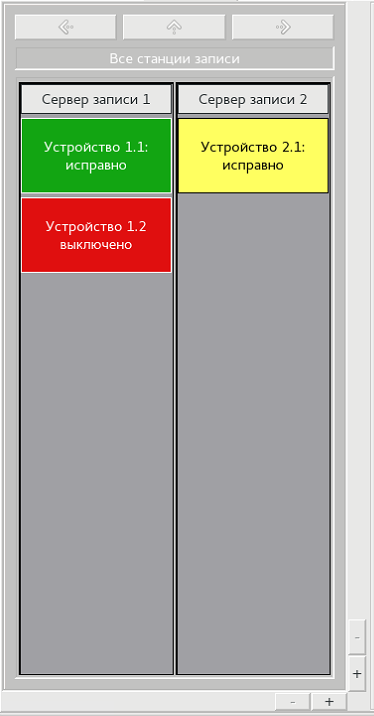 Все станции записи
Сервер записи 1
Сервер записи 2
Устройство 1.1:
исправно
Устройство 2.1:
исправно
Устройство 1.2
выключено
-
+
- +